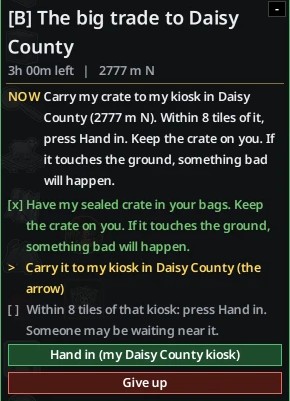 [B] The big trade to Daisy
County
-
3h 00m left | 2777 m N
NOW Carry my crate to my kiosk in Daisy
County (2777 m N). Within 8 tiles of it,
press Hand in. Keep the crate on you. If
it touches the ground, something bad
will happen.
[x] Have my sealed crate in your bags. Keep
the crate on you. If it touches the ground,
something bad will happen.
> Carry it to my kiosk in Daisy County (the
arrow)
[ ] Within 8 tiles of that kiosk: press Hand in.
Someone may be waiting near it.
Hand in (my Daisy County kiosk)
Give up